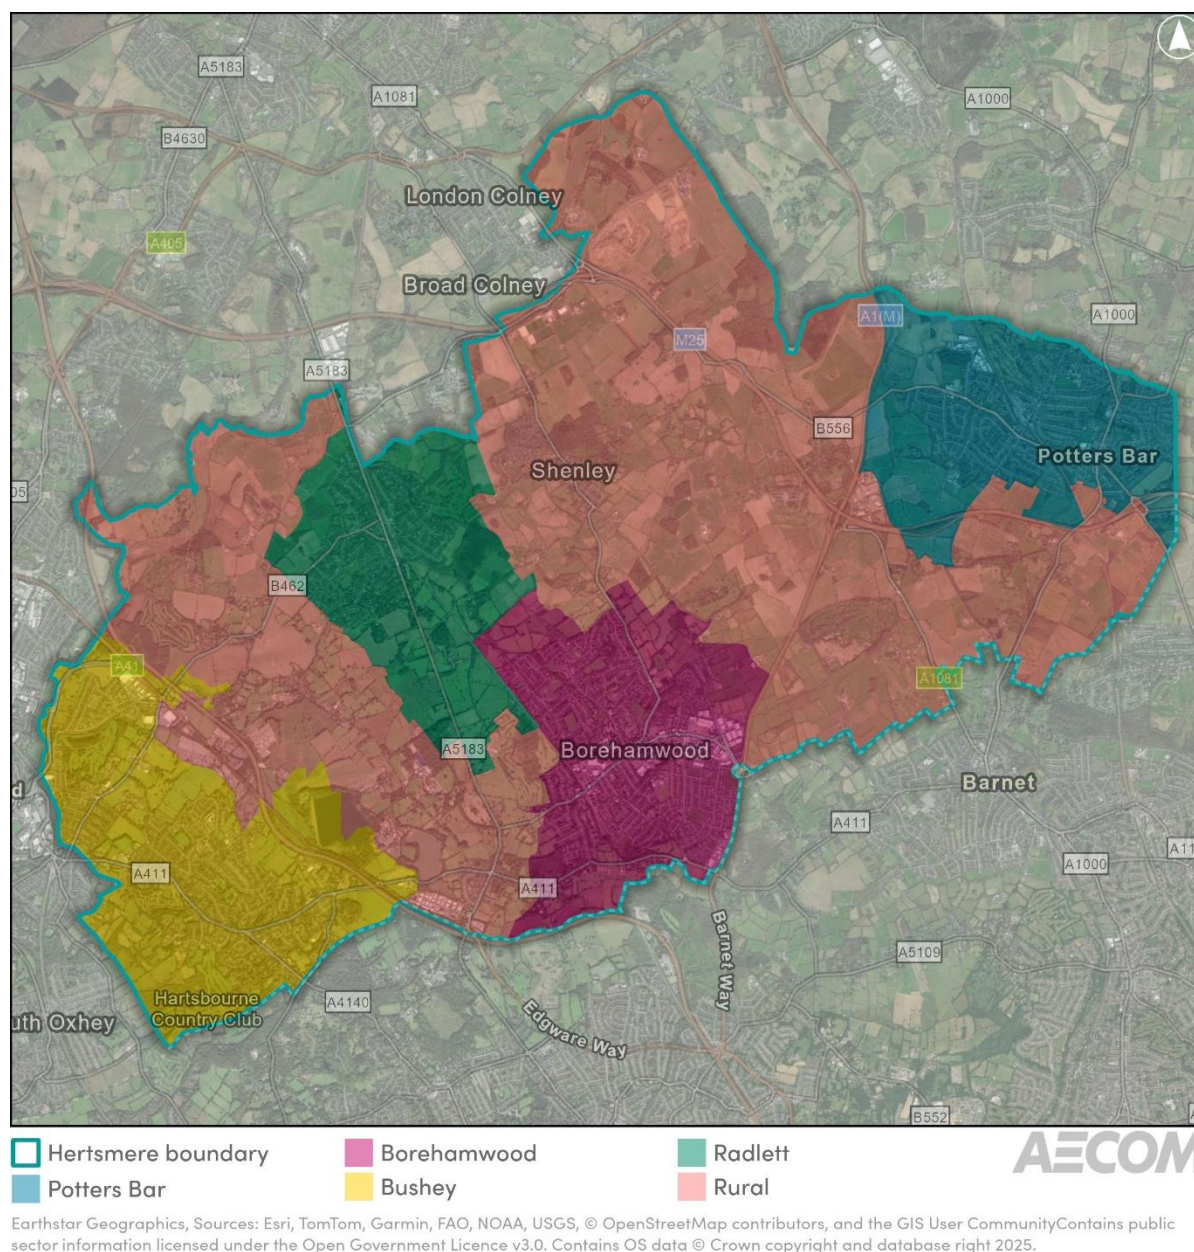 A5183
A1081
A1000
B4630
London Colney
A405
Broad Colney
A1(M)
A1000
M25
A5183
B556
Potters Bar
Shenley
05
B462
A41
A1081
A5183
Borehamwood
Barnet
d
A411
A1000
A11
A411
A411
Barnet Way
A5109
Hartsbourne
Country Club
A4140
uth Oxhey
Edgware Way
B552
Hertsmere boundary
Borehamwood
Radlett
AECOM
Potters Bar
Bushey
Rural
Earthstar Geographics, Sources: Esri, TomTom, Garmin, FAO, NOAA, USGS, © OpenStreetMap contributors, and the GIS User CommunityContains public
sector information licensed under the Open Government Licence v3.0. Contains OS data © Crown copyright and database right 2025.